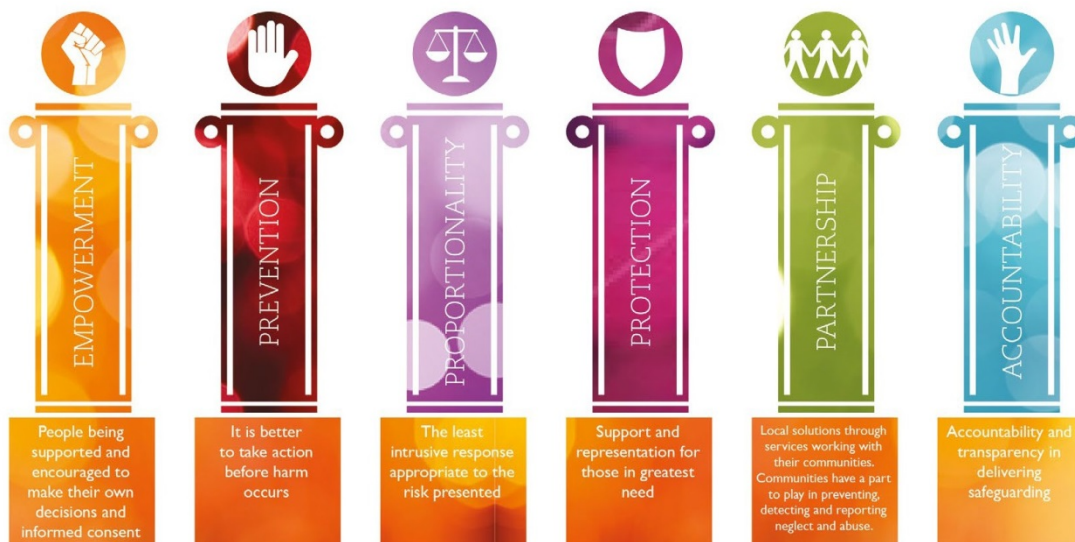 EMPOWERMENT
People being
supported and
encouraged to
make their own
decisions and
informed consent
PREVENTION
It is better
to take action
before harm
occurs
PROPORTIONALITY
The least
intrusive response
appropriate to the
risk presented
PROTECTION
Support and
representation for
those in greatest
need
PARTNERSHIP
Local solutions through
services working with
their communities.
Communities have a part
to play in preventing,
detecting and reporting
neglect and abuse.
ACCOUNTABILITY
Accountability and
transparency in
delivering
safeguarding